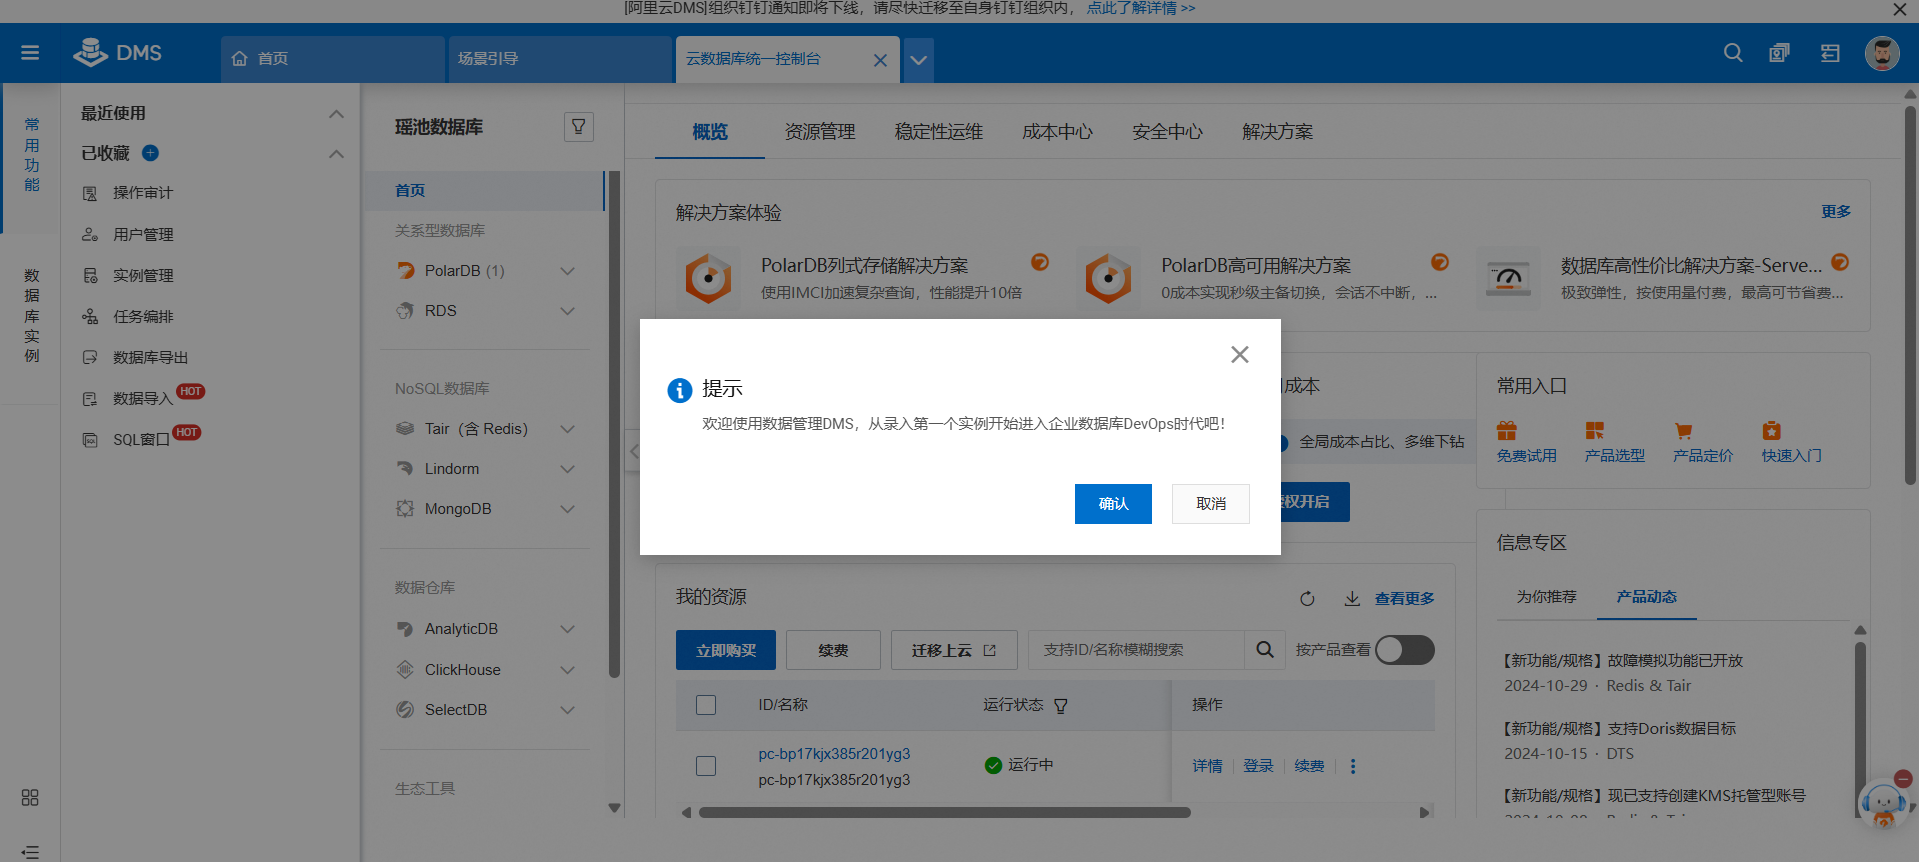 [阿里云DMS]组织钉钉通知即将下线，请尽快迁移至自身钉钉组织内， 点此了解详情 >>
DMS
首页
场景引导
云数据库统一控制台
常用功能
数据库实例
最近使用
已收藏
操作审计
用户管理
实例管理
任务编排
数据库导出
数据导入 HOT
SQL窗口 HOT
瑶池数据库
首页
关系型数据库
PolarDB (1)
RDS
NoSQL数据库
Tair（含 Redis）
Lindorm
MongoDB
数据仓库
AnalyticDB
ClickHouse
SelectDB
生态工具
概览 资源管理 稳定性运维 成本中心 安全中心 解决方案
解决方案体验
更多
PolarDB列式存储解决方案
使用IMCI加速复杂查询，性能提升10倍
PolarDB高可用解决方案
0成本实现秒级主备切换，会话不中断，...
数据库高性价比解决方案-Serve...
极致弹性，按使用量付费，最高可节省费...
提示
欢迎使用数据管理DMS，从录入第一个实例开始进入企业数据库DevOps时代吧！
确认 取消
成本
全局成本占比、多维下钻
权开启
常用入口
免费试用 产品选型 产品定价 快速入门
我的资源
查看更多
立即购买 续费 迁移上云 支持ID/名称模糊搜索 按产品查看
ID/名称 运行状态 操作
pc-bp17kjx385r201yg3
pc-bp17kjx385r201yg3
运行中
详情 登录 续费
信息专区
为你推荐 产品动态
【新功能/规格】故障模拟功能已开放
2024-10-29 · Redis & Tair
【新功能/规格】支持Doris数据目标
2024-10-15 · DTS
【新功能/规格】现已支持创建KMS托管型账号